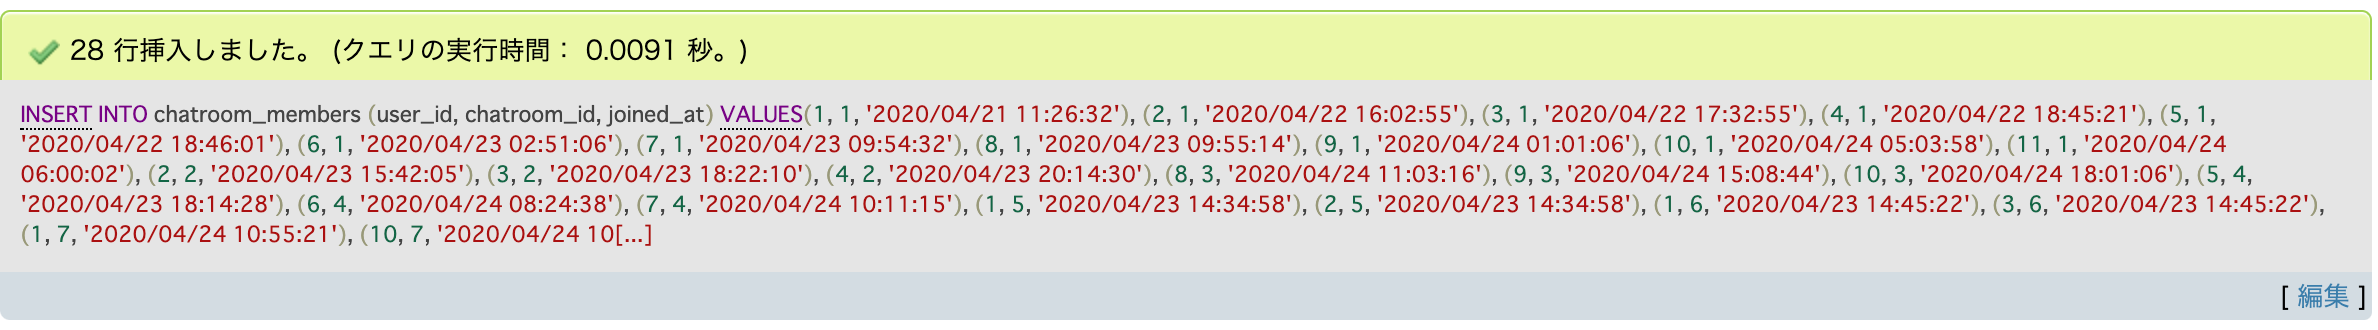 28 行挿入しました。 (クエリの実行時間： 0.0091 秒。)
INSERT INTO chatroom_members (user_id, chatroom_id, joined_at) VALUES(1, 1, '2020/04/21 11:26:32'), (2, 1, '2020/04/22 16:02:55'), (3, 1, '2020/04/22 17:32:55'), (4, 1, '2020/04/22 18:45:21'), (5, 1,
'2020/04/22 18:46:01'), (6, 1, '2020/04/23 02:51:06'), (7, 1, '2020/04/23 09:54:32'), (8, 1, '2020/04/23 09:55:14'), (9, 1, '2020/04/24 01:01:06'), (10, 1, '2020/04/24 05:03:58'), (11, 1, '2020/04/24
06:00:02'), (2, 2, '2020/04/23 15:42:05'), (3, 2, '2020/04/23 18:22:10'), (4, 2, '2020/04/23 20:14:30'), (8, 3, '2020/04/24 11:03:16'), (9, 3, '2020/04/24 15:08:44'), (10, 3, '2020/04/24 18:01:06'), (5, 4,
'2020/04/23 18:14:28'), (6, 4, '2020/04/24 08:24:38'), (7, 4, '2020/04/24 10:11:15'), (1, 5, '2020/04/23 14:34:58'), (2, 5, '2020/04/23 14:34:58'), (1, 6, '2020/04/23 14:45:22'), (3, 6, '2020/04/23 14:45:22'),
(1, 7, '2020/04/24 10:55:21'), (10, 7, '2020/04/24 10[...]
[ 編集 ]